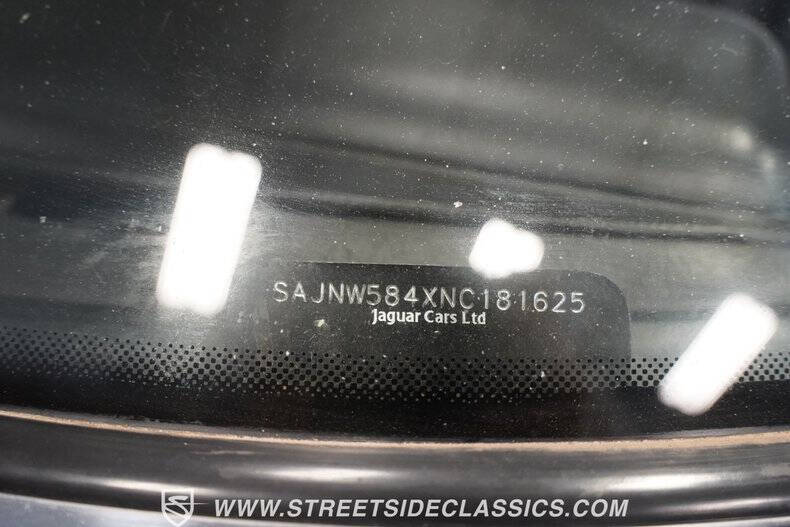 SAJNW584XNC181625
Jaguar Cars Ltd
WWW.STREETSIDECLASSICS.COM